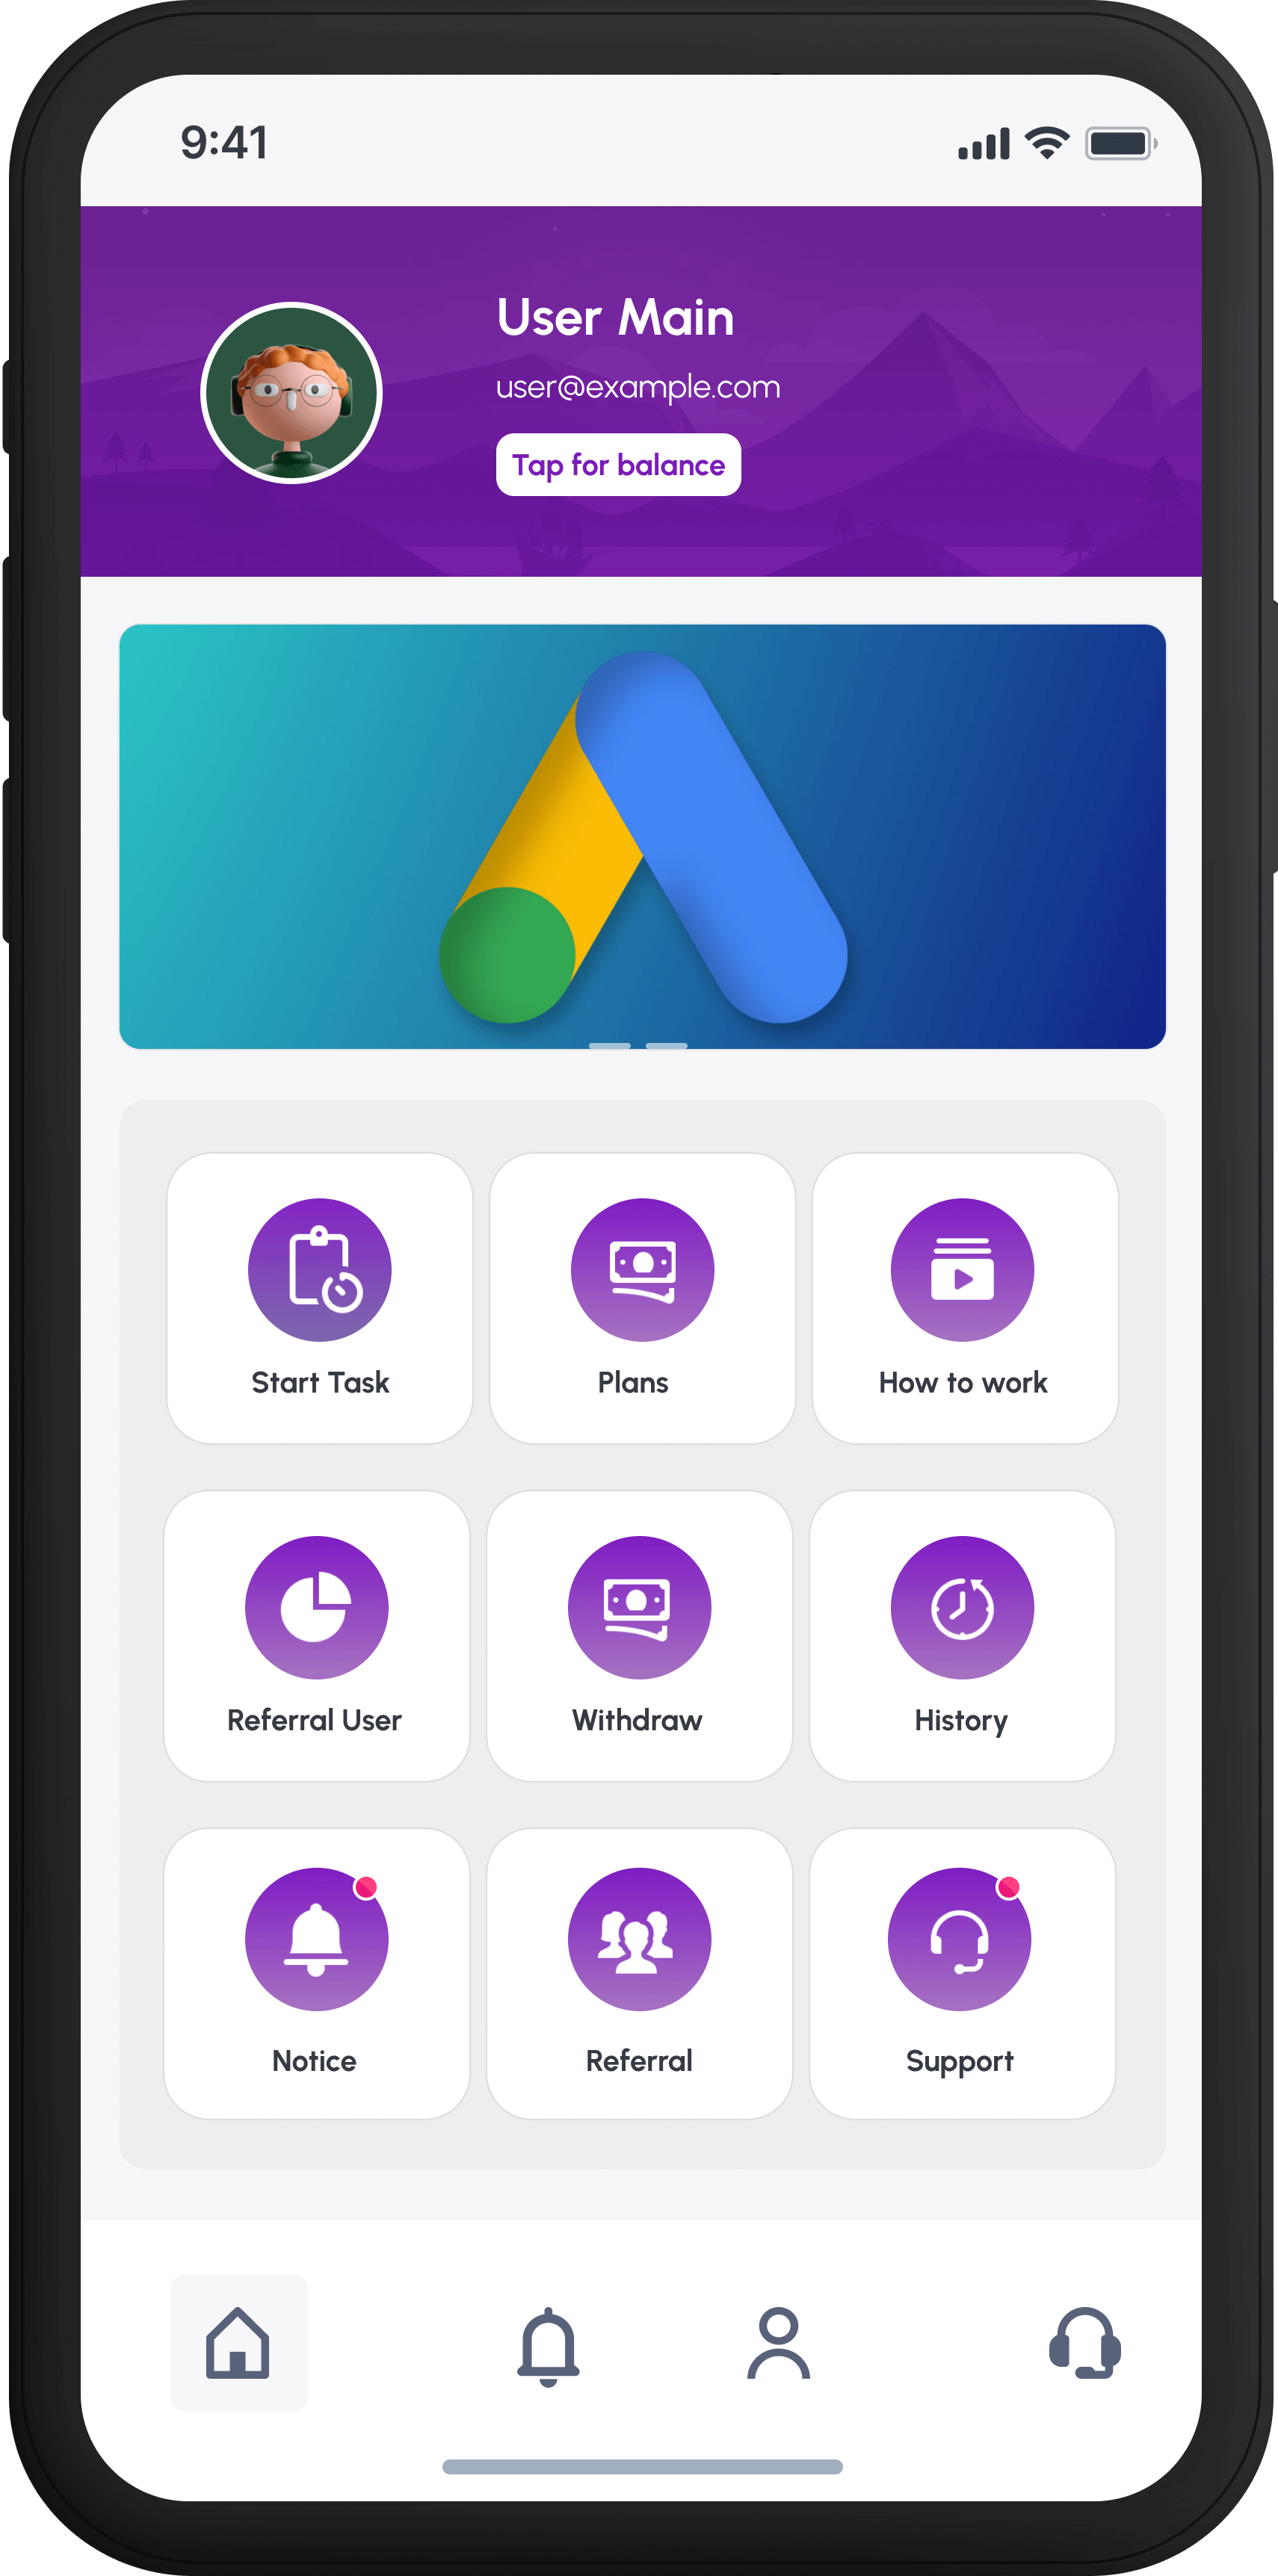 9:41
User Main
user@example.com
Tap for balance
Start Task
Plans
How to work
Referral User
Withdraw
History
Notice
Referral
Support